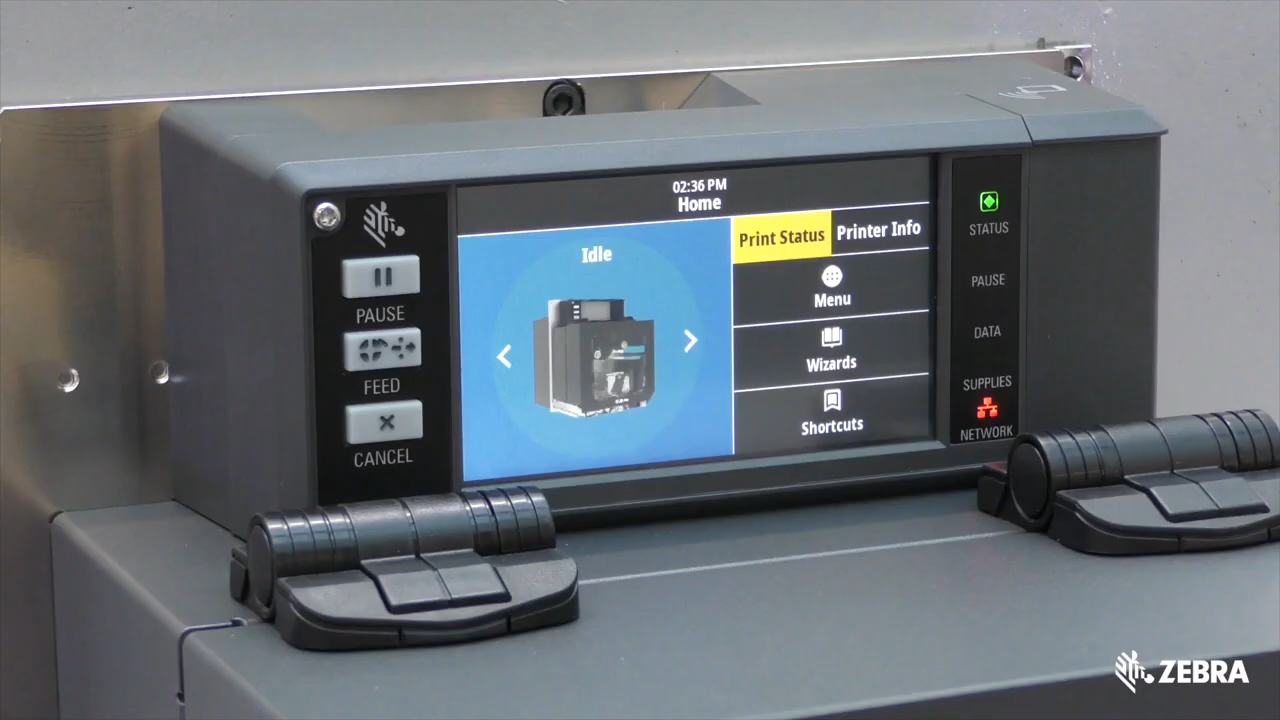 02:36 PM
Home
Idle
Print Status
Printer Info
Menu
Wizards
Shortcuts
PAUSE
FEED
CANCEL
STATUS
PAUSE
DATA
SUPPLIES
NETWORK
ZEBRA